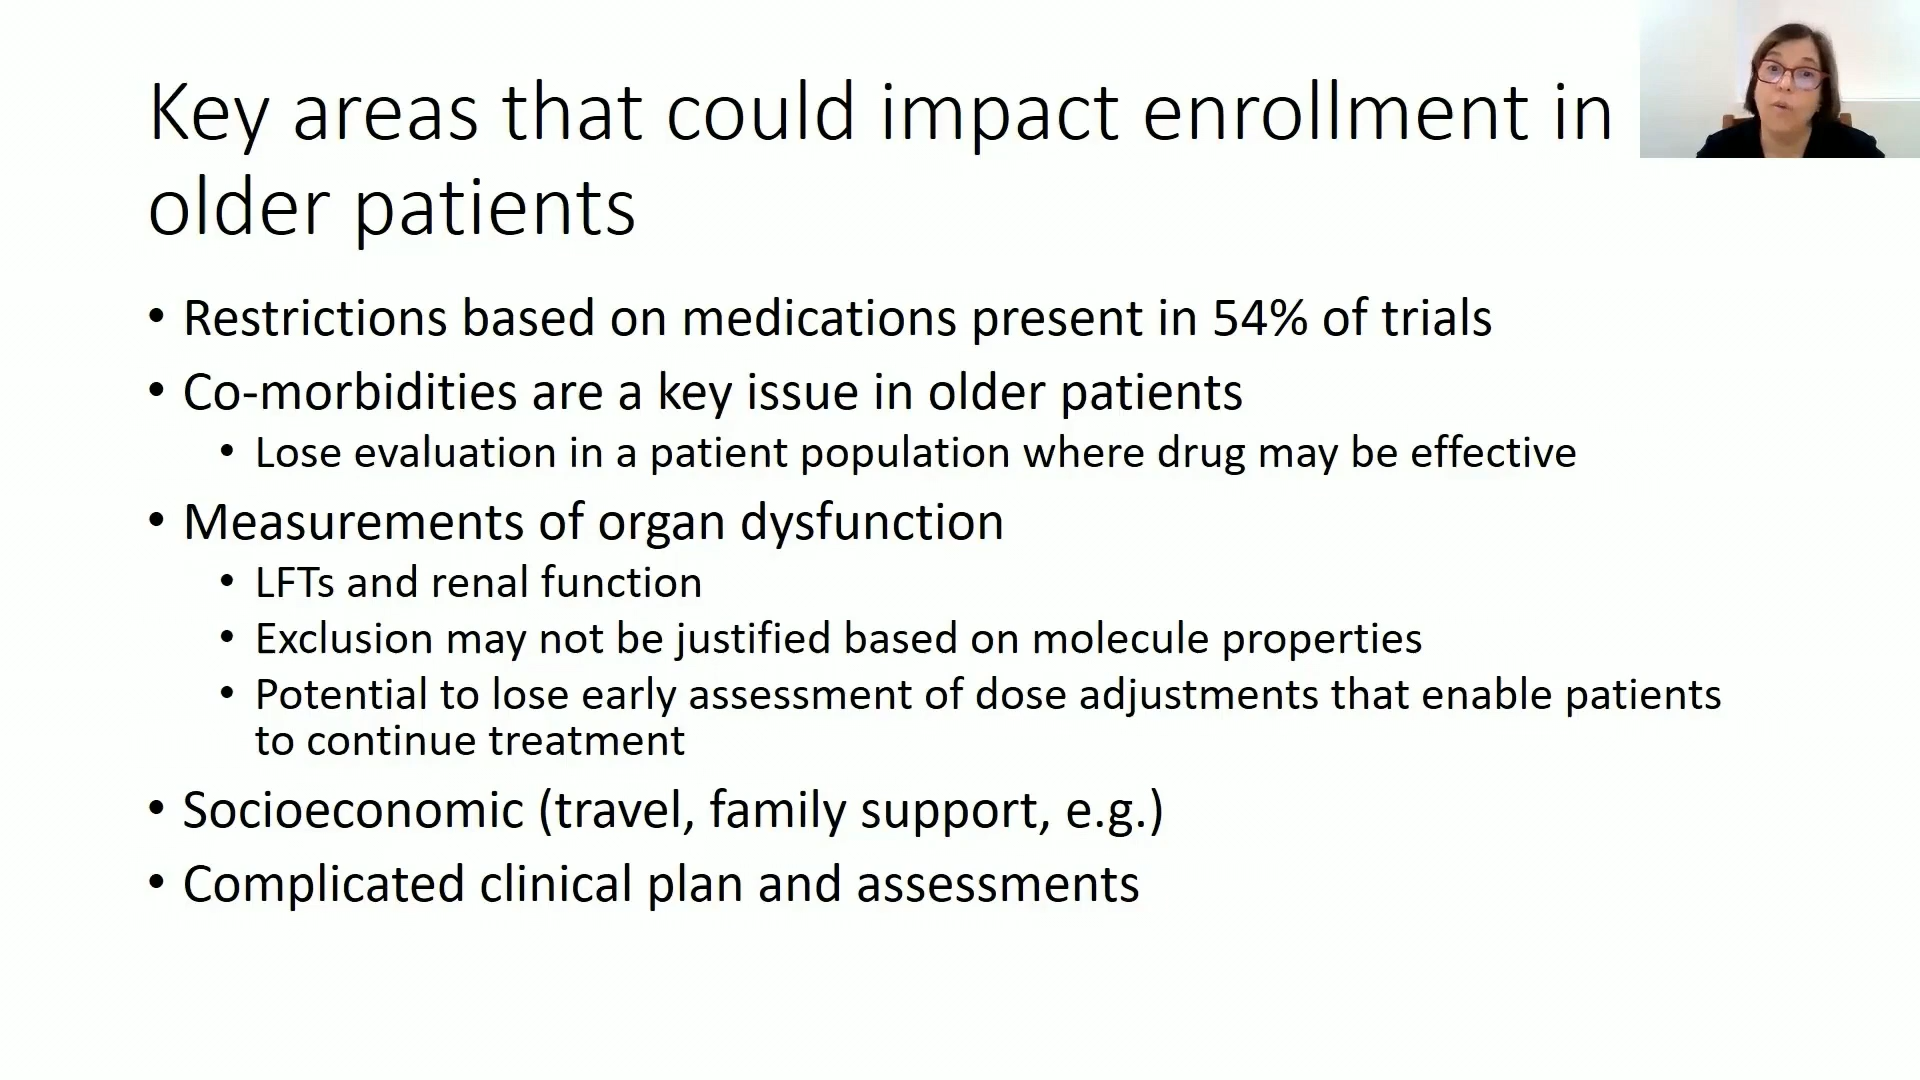 Key areas that could impact enrollment in
older patients
• Restrictions based on medications present in 54% of trials
• Co-morbidities are a key issue in older patients
• Lose evaluation in a patient population where drug may be effective
• Measurements of organ dysfunction
• LFTs and renal function
• Exclusion may not be justified based on molecule properties
• Potential to lose early assessment of dose adjustments that enable patients
to continue treatment
• Socioeconomic (travel, family support, e.g.)
• Complicated clinical plan and assessments